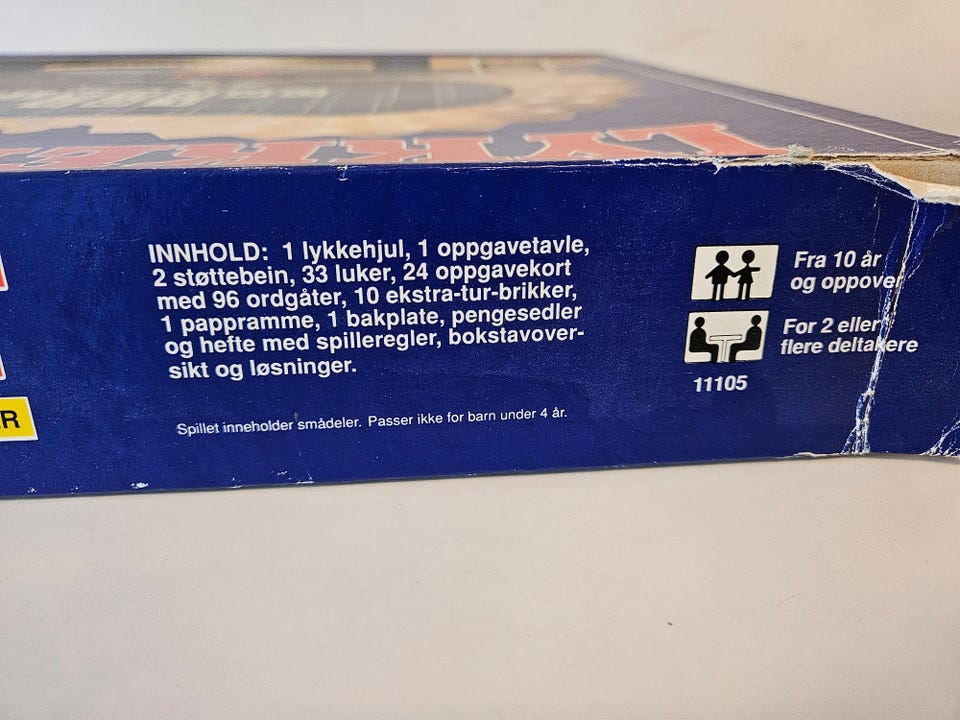 INNHOLD: 1 lykkehjul, 1 oppgavetavle,
2 støttebein, 33 luker, 24 oppgavekort
med 96 ordgåter, 10 ekstra-tur-brikker,
1 pappramme, 1 bakplate, pengesedler
og hefte med spilleregler, bokstavover-
sikt og løsninger.
Spillet inneholder smådeler. Passer ikke for barn under 4 år.
Fra 10 år
og oppover
For 2 eller
flere deltakere
11105
R